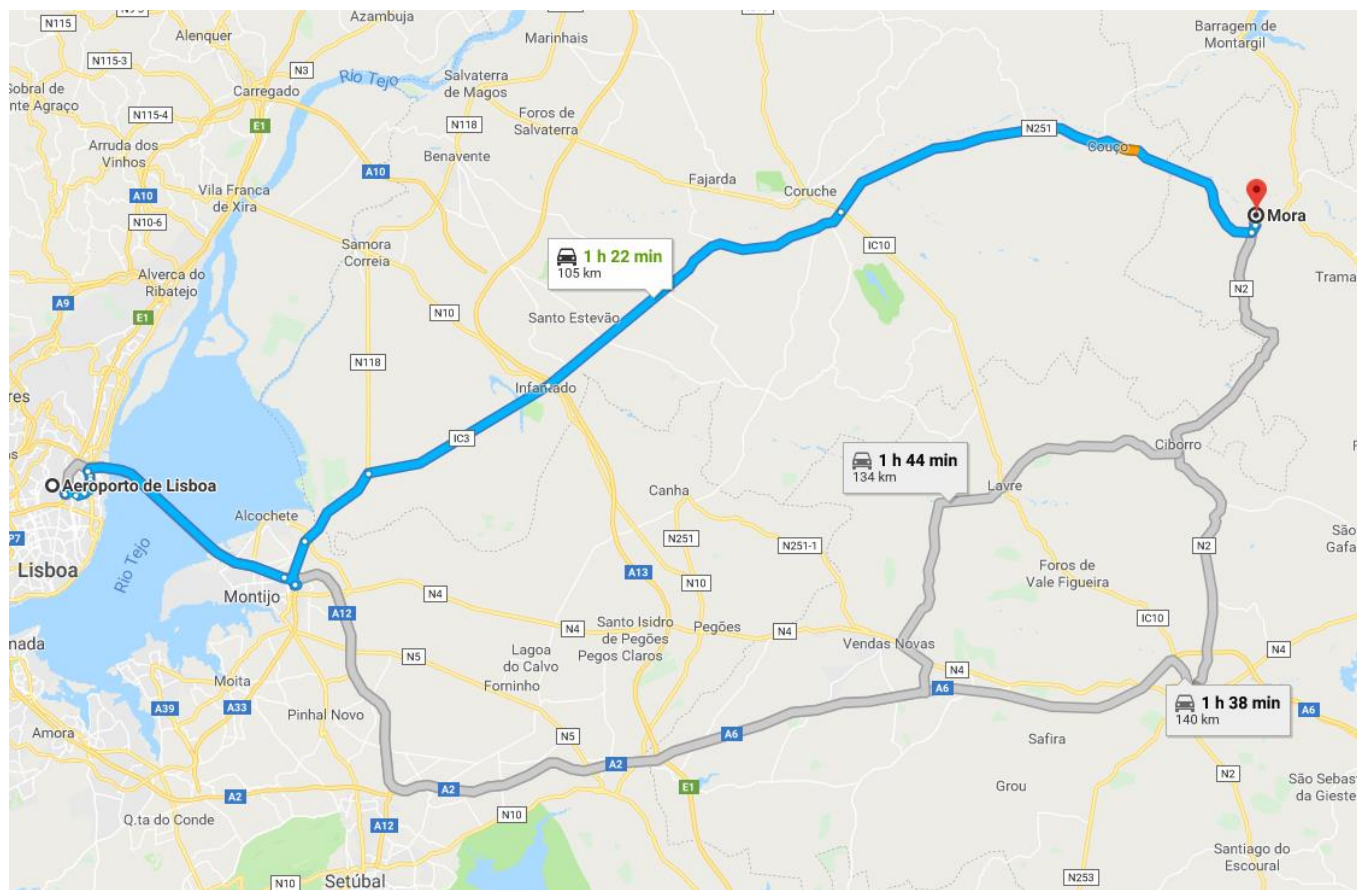 N115
Azambuja
Barragem de
Montargil
Alenquer
Marinhais
N115-3
N3
Rio Tejo
Salvaterra
de Magos
Sobral de
nte Agraço
Carregado
N115-4
E1
Foros de
Salvaterra
N118
N251
Arruda dos
Vinhos
Couço
Benavente
A10
A10
Fajarda
Vila Franca
de Xira
Coruche
Mora
N10-6
Samora
Correia
IC10
1 h 22 min
105 km
Alverca do
Ribatejo
Trama
A9
N2
E1
N10
Santo Estevão
N118
Infantado
res
IC3
Ciborro
1 h 44 min
134 km
Aeroporto de Lisboa
Canha
Lavre
Alcochete
São
Gafa
P7
N251
N251-1
N2
Rio Tejo
Lisboa
Foros de
Vale Figueira
A13
N10
Montijo
N4
A12
IC10
Santo Isidro
de Pegões
Pegões
N4
N4
mada
Lagoa
do Calvo
Pegos Claros
Vendas Novas
N4
N5
N4
Moita
Forninho
A6
1 h 38 min
140 km
A39
A33
Pinhal Novo
A6
Amora
N5
A6
Safira
A2
N2
São Sebast
da Gieste
A2
A2
E1
Grou
N10
Q.ta do Conde
A12
Santiago do
Escoural
N10
Setúbal
N253